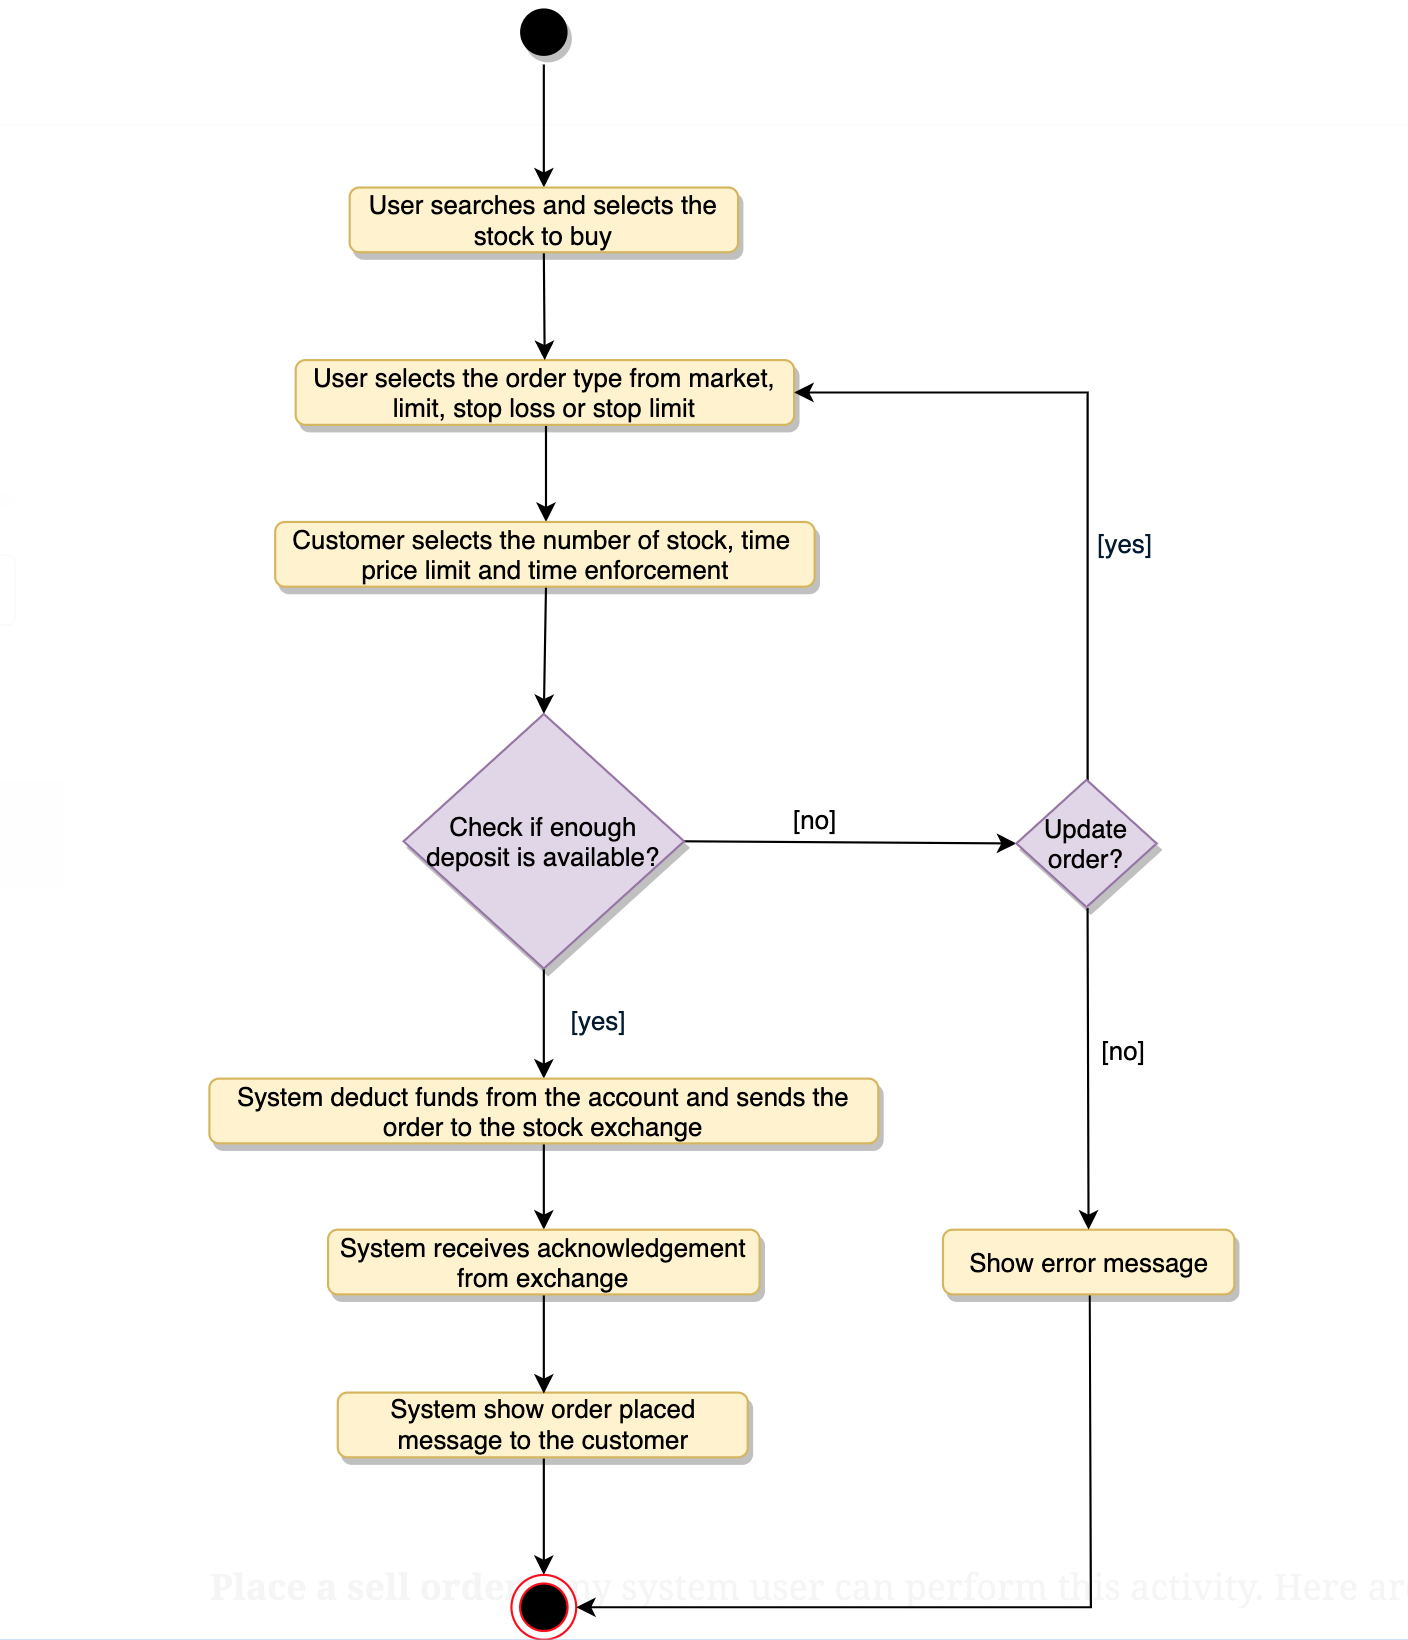 User searches and selects the
stock to buy
User selects the order type from market,
limit, stop loss or stop limit
[yes]
Customer selects the number of stock, time
price limit and time enforcement
[no]
Check if enough
deposit is available?
Update
order?
[yes]
[no]
System deduct funds from the account and sends the
order to the stock exchange
System receives acknowledgement
from exchange
Show error message
System show order placed
message to the customer
Place a sell order y system user can perform this activity. Here